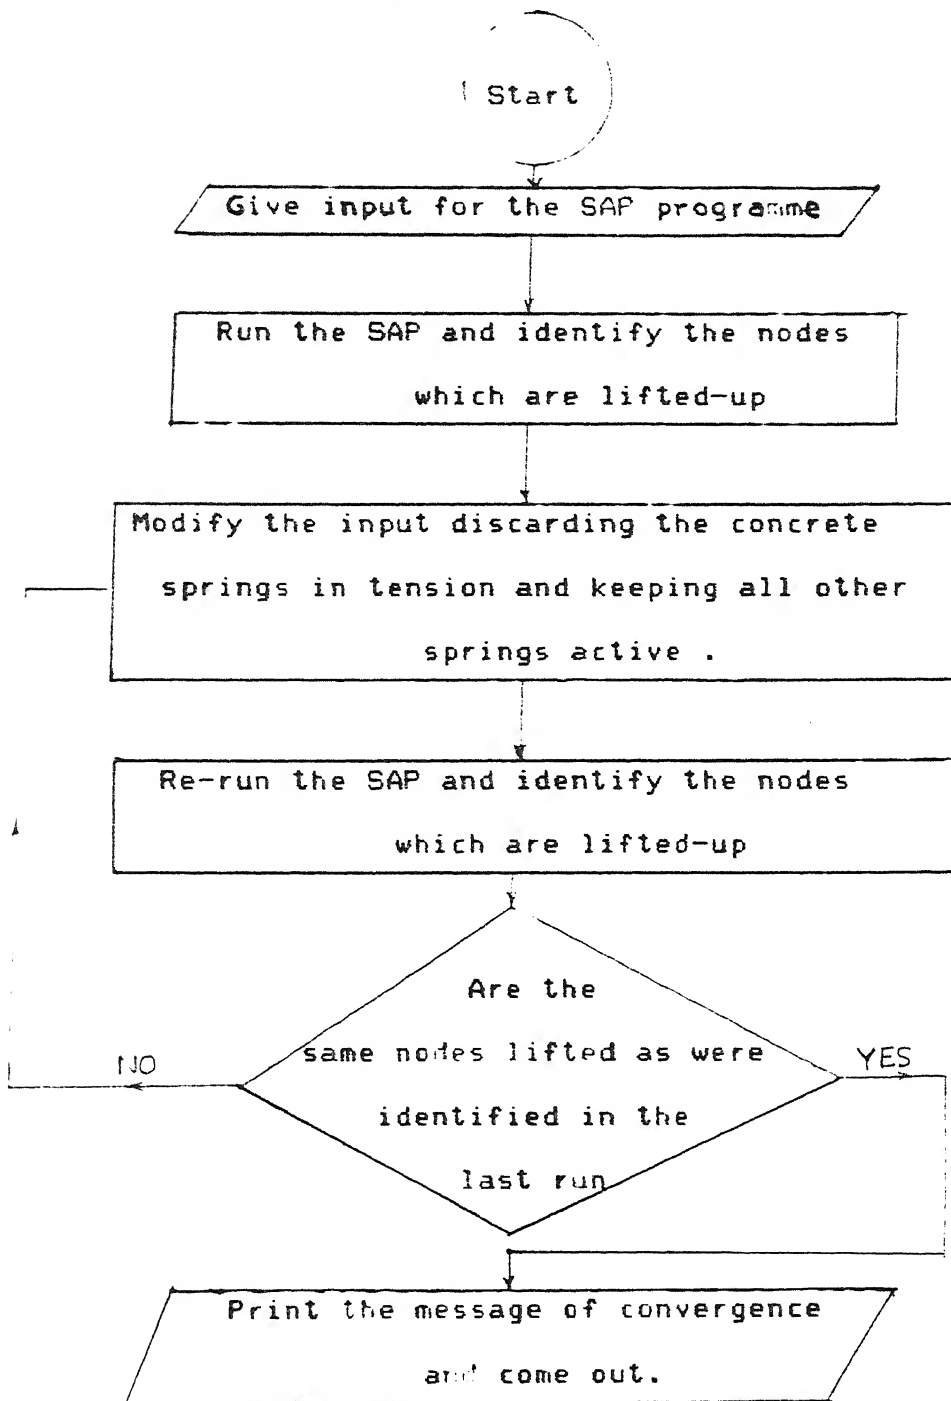 Start
Give input for the SAP programme
Run the SAP and identify the nodes
which are lifted-up
Modify the input discarding the concrete
springs in tension and keeping all other
springs active .
Re-run the SAP and identify the nodes
which are lifted-up
Are the
same nodes lifted as were
NO
YES
identified in the
last run
Print the message of convergence
and come out.